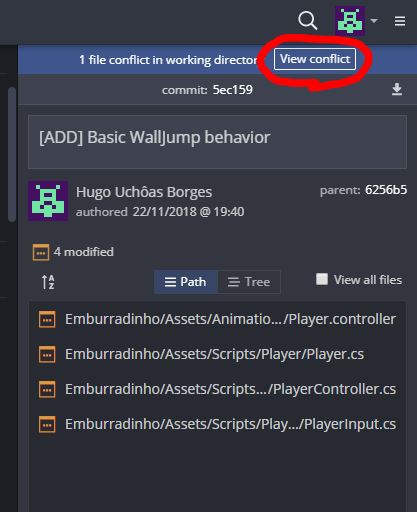 1 file conflict in working director
View conflict
commit: 5ec159
[ADD] Basic WallJump behavior
Hugo Uchôas Borges
parent: 6256b5
authored 22/11/2018 @ 19:40
4 modified
A Z
Path
Tree
View all files
Emburradinho/Assets/Animatio.../Player.controller
Emburradinho/Assets/Scripts/Player/Player.cs
Emburradinho/Assets/Scripts.../PlayerController.cs
Emburradinho/Assets/Scripts/Play.../PlayerInput.cs